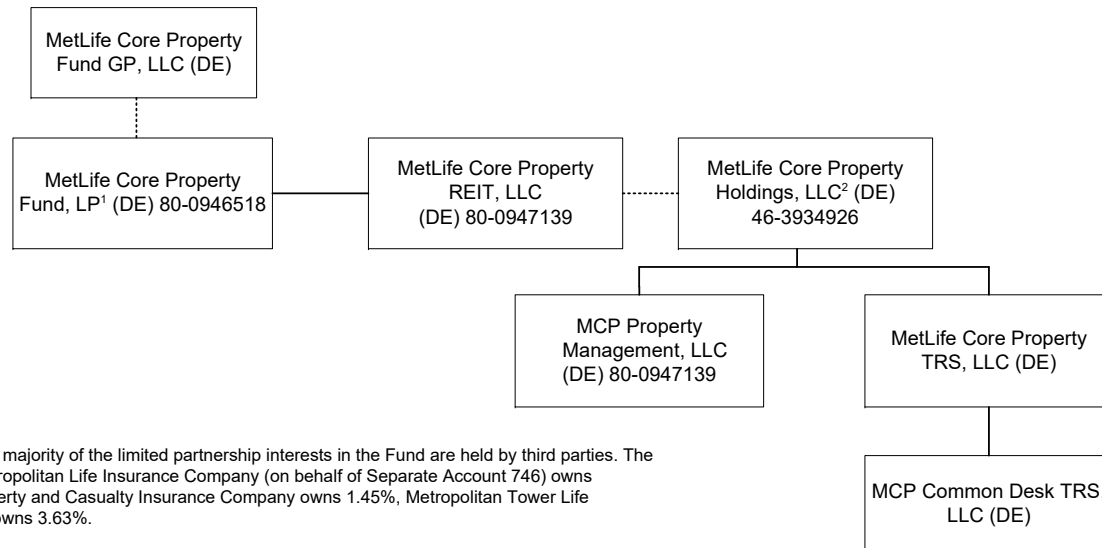 MetLife Core Property
Fund GP, LLC (DE)
MetLife Core Property
Fund, LP1 (DE) 80-0946518
MetLife Core Property
REIT, LLC
(DE) 80-0947139
MetLife Core Property
Holdings, LLC2 (DE)
46-3934926
MCP Property
Management, LLC
(DE) 80-0947139
MetLife Core Property
TRS, LLC (DE)
MCP Common Desk TRS,
LLC (DE)
majority of the limited partnership interests in the Fund are held by third parties. The
ropolitan Life Insurance Company (on behalf of Separate Account 746) owns
erty and Casualty Insurance Company owns 1.45%, Metropolitan Tower Life
owns 3.63%.